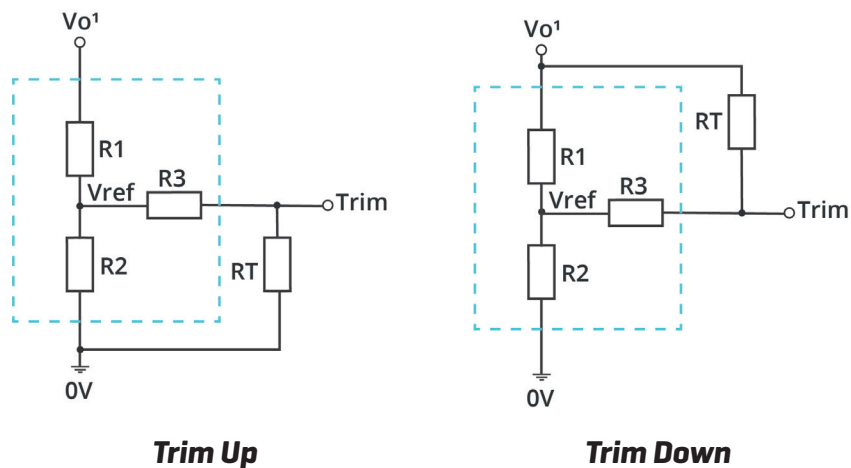 Vo¹
R1
Vref
R3
Trim
R2
RT
0V
Trim Up
Vo¹
RT
R1
Vref
R3
Trim
R2
0V
Trim Down